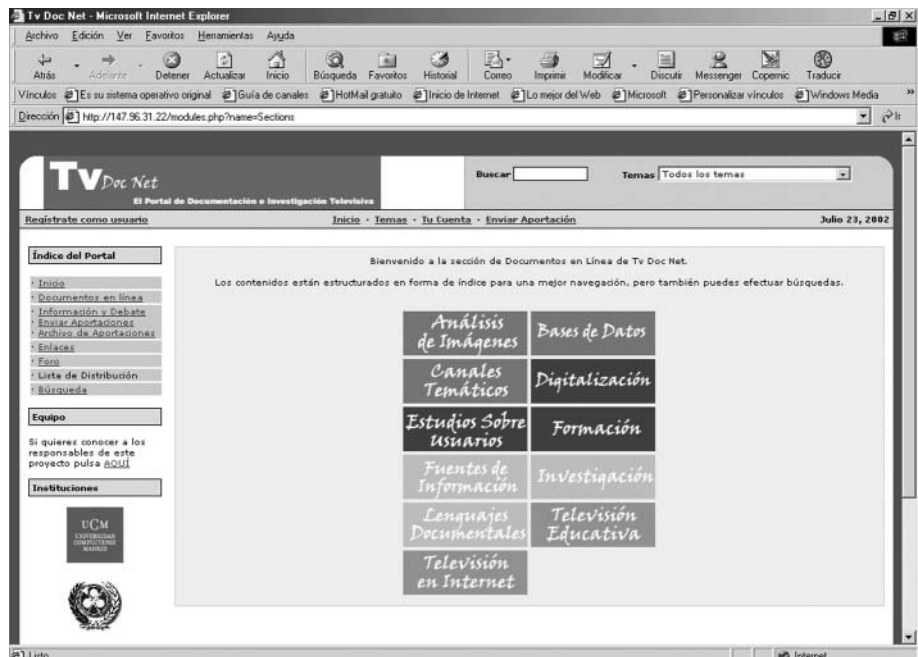 Tv Doc Net - Microsoft Internet Explorer
Archivo Edición Ver Favoritos Herramientas Ayuda
Atrás Adelante Detener Actualizar Inicio Búsqueda Favoritos Historial Correo Imprimir Modificar Discutir Messenger Copernic Traducir
Vínculos Es su sistema operativo original Guía de canales HotMail gratuito Inicio de Internet Lo mejor del Web Microsoft Personalizar vínculos Windows Media »
Dirección http://147.96.31.22/modules.php?name=Sections Ir
Tv Doc Net
El Portal de Documentación e Investigación Televisiva
Buscar Temas Todos los temas
Regístrate como usuario Inicio · Temas · Tu Cuenta · Enviar Aportación Julio 23, 2002
Índice del Portal
· Inicio
· Documentos en línea
· Información y Debate
· Enviar Aportaciones
· Archivo de Aportaciones
· Enlaces
· Foro
· Lista de Distribución
· Búsqueda
Equipo
Si quieres conocer a los
responsables de este
proyecto pulsa AQUÍ
Instituciones
UCM
UNIVERSIDAD
COMPLUTENSE
MADRID
Bienvenido a la sección de Documentos en Línea de Tv Doc Net.
Los contenidos están estructurados en forma de índice para una mejor navegación, pero también puedes efectuar búsquedas.
Análisis
de Imágenes
Bases de Datos
Canales
Temáticos
Digitalización
Estudios Sobre
Usuarios
Formación
Fuentes de
Información
Investigación
Lenguajes
Documentales
Televisión
Educativa
Televisión
en Internet
Listo Internet